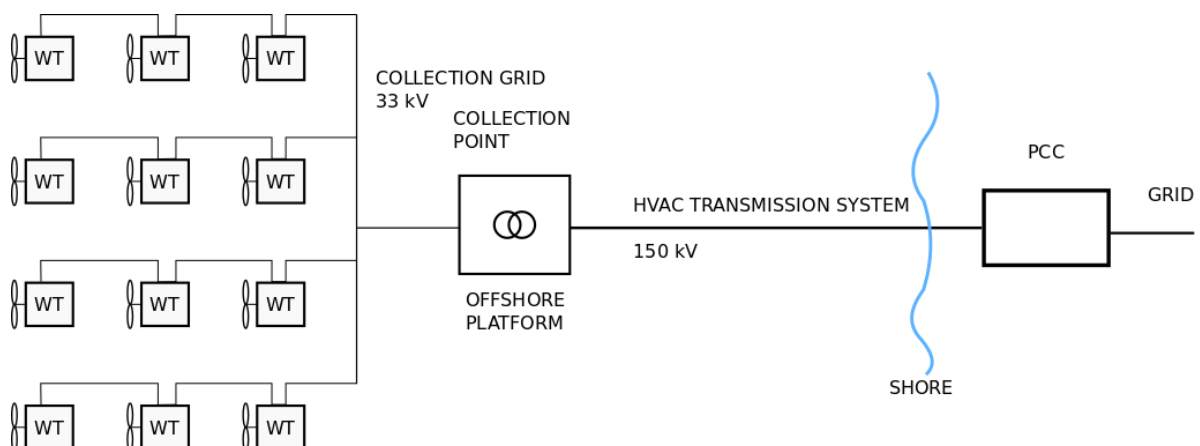 WT WT WT
COLLECTION GRID
33 kV
COLLECTION
POINT
WT WT WT
PCC
GRID
HVAC TRANSMISSION SYSTEM
150 kV
OFFSHORE
PLATFORM
WT WT WT
SHORE
WT WT WT